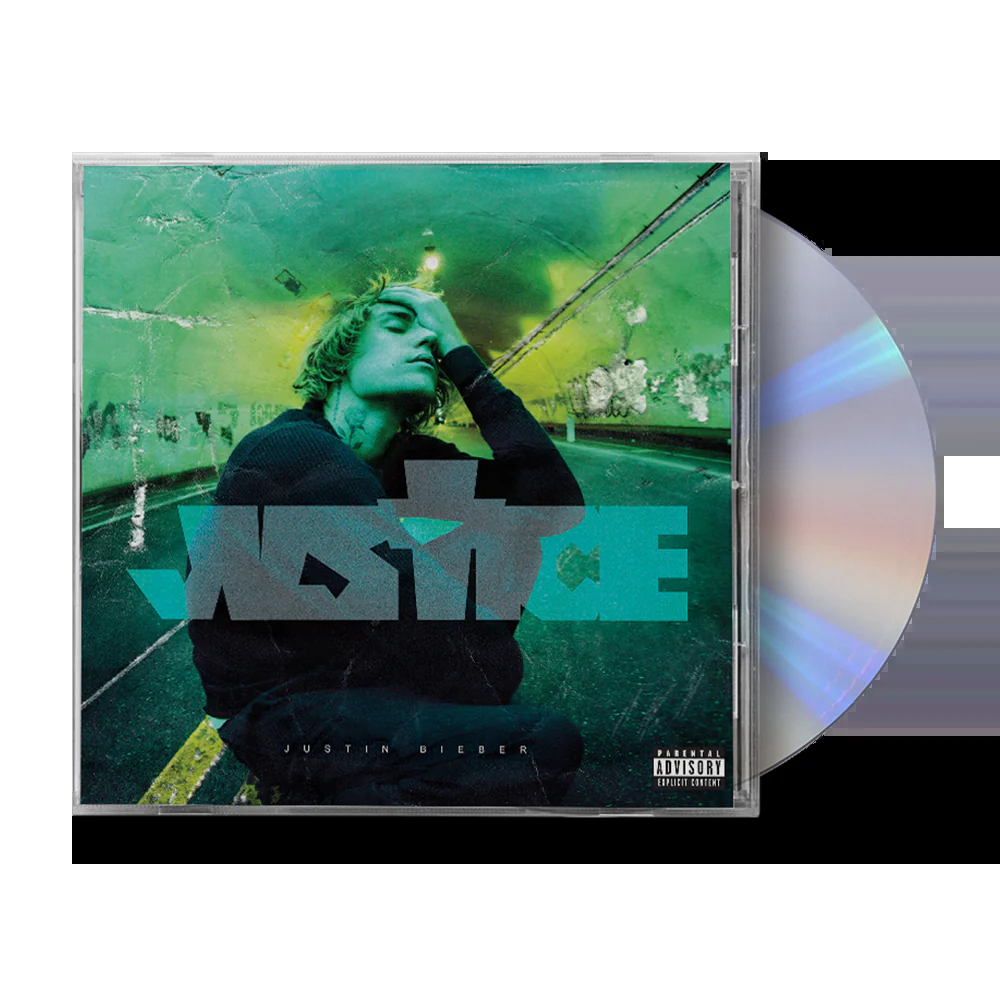 JUSTICE
JUSTIN BIEBER
PARENTAL
ADVISORY
EXPLICIT CONTENT